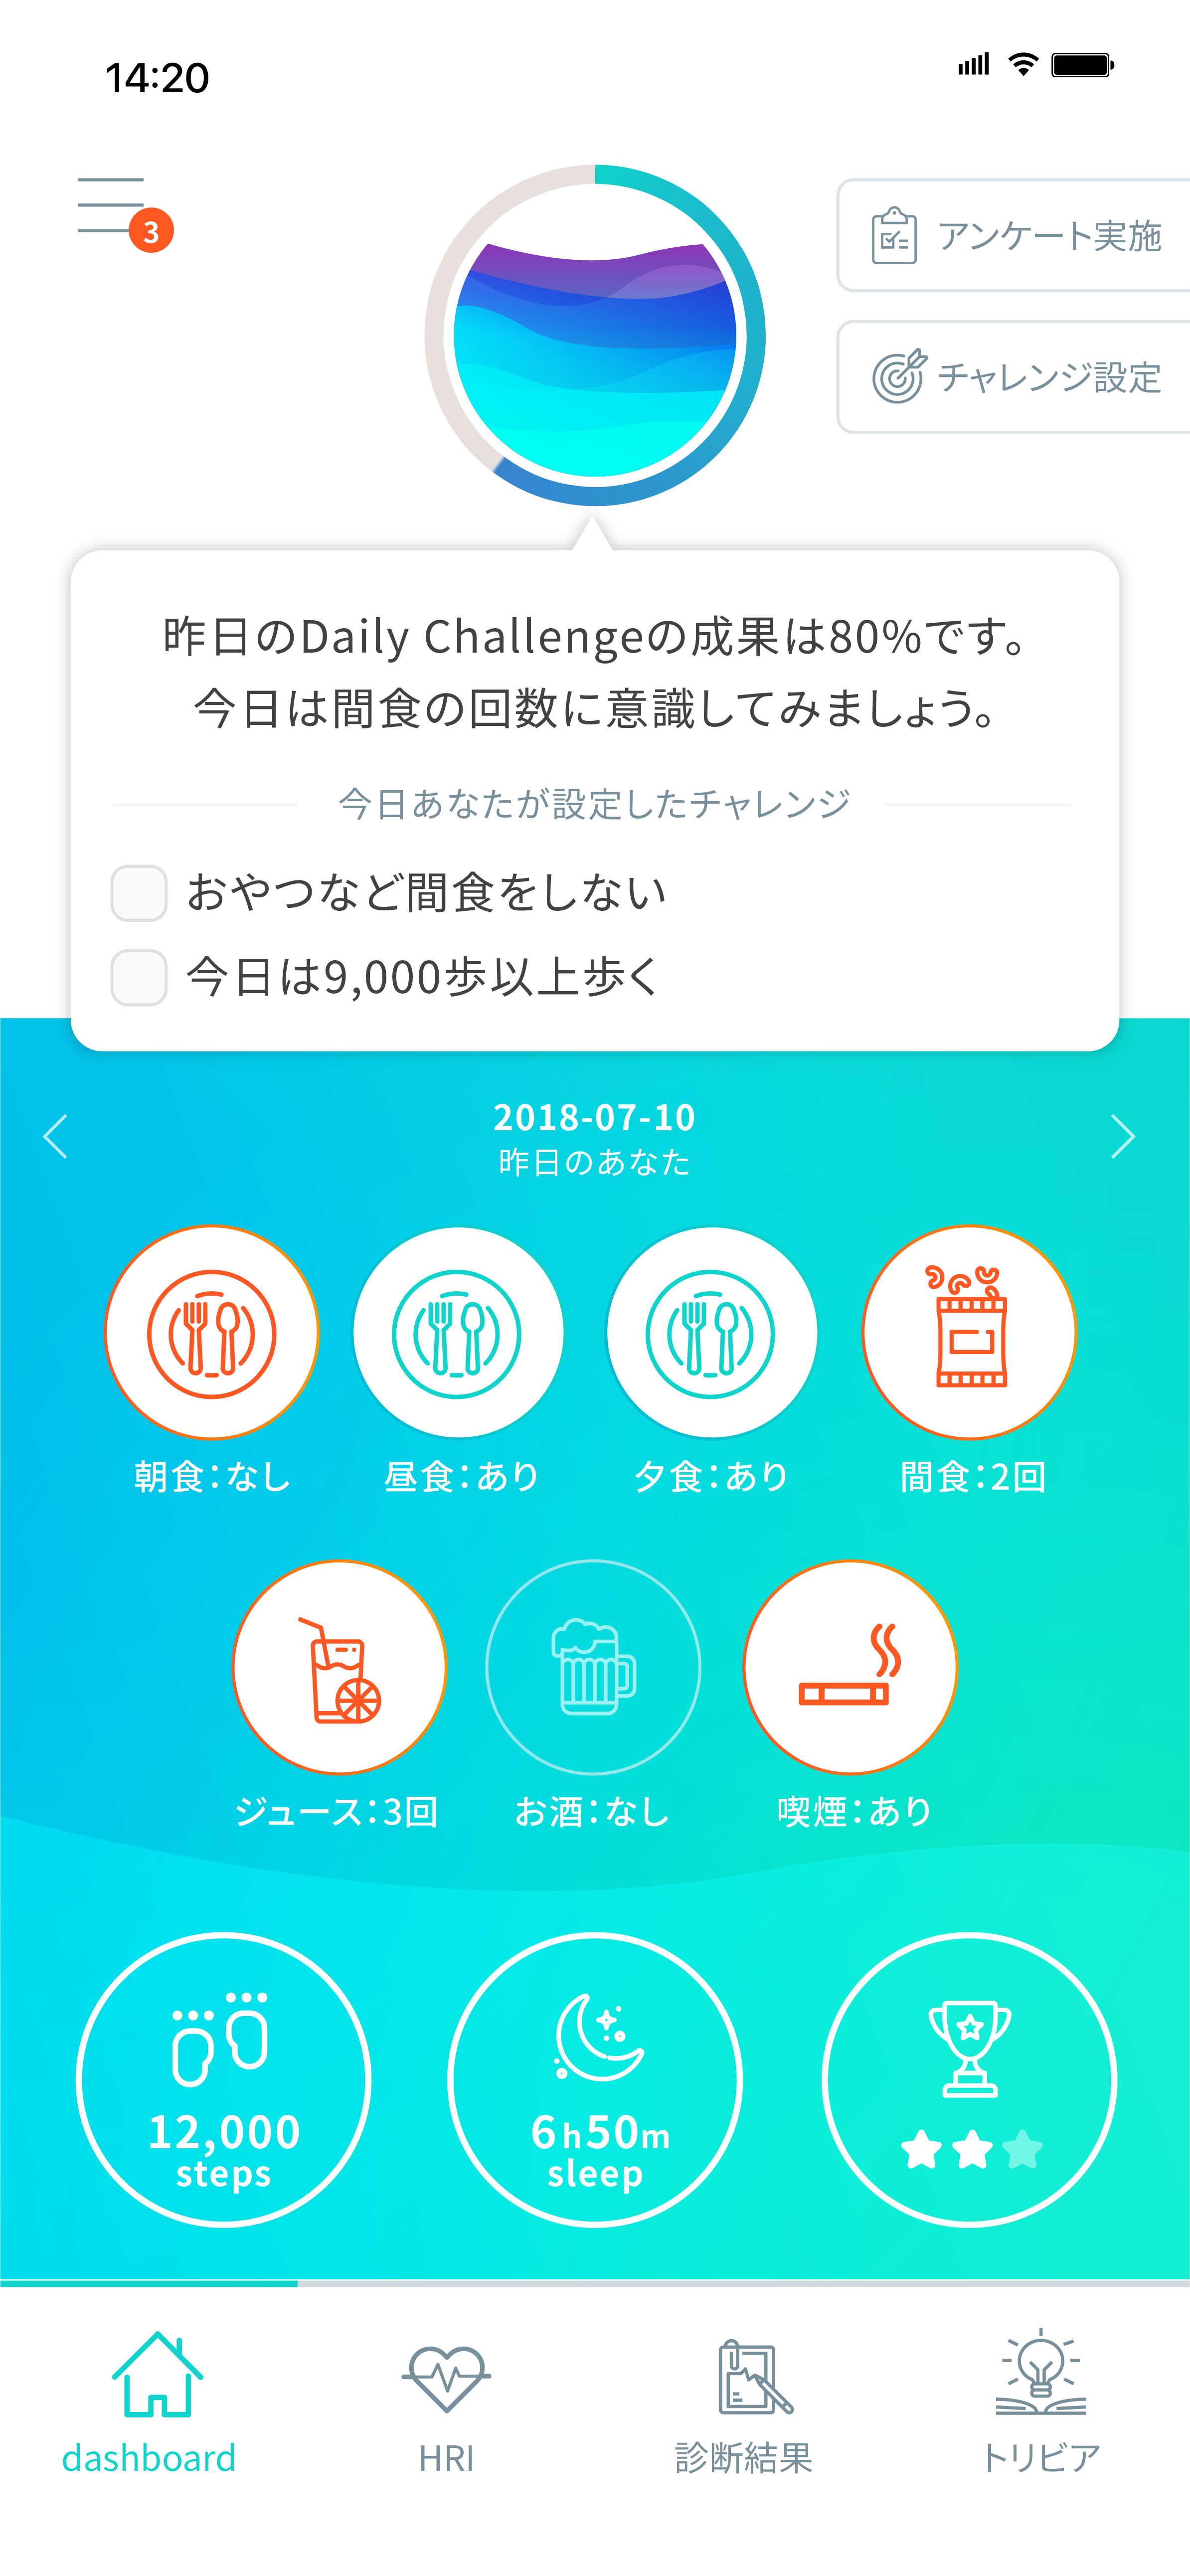 14:20
3
アンケート実施
チャレンジ設定
昨日のDaily Challengeの成果は80%です。
今日は間食の回数に意識してみましょう。
今日あなたが設定したチャレンジ
おやつなど間食をしない
今日は9,000歩以上歩く
2018-07-10
昨日のあなた
朝食：なし
昼食：あり
夕食：あり
間食：2回
ジュース：3回
お酒：なし
喫煙：あり
12,000
steps
6h50m
sleep
dashboard
HRI
診断結果
トリビア